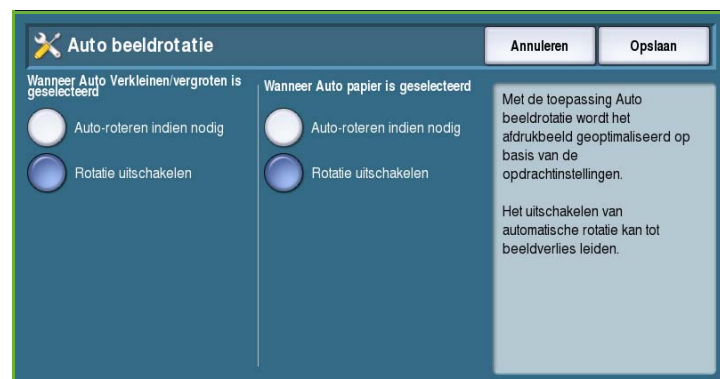 Auto beeldrotatie
Annuleren
Opslaan
Wanneer Auto Verkleinen/vergroten is
geselecteerd
Auto-roteren indien nodig
Rotatie uitschakelen
Wanneer Auto papier is geselecteerd
Auto-roteren indien nodig
Rotatie uitschakelen
Met de toepassing Auto
beeldrotatie wordt het
afdrukbeeld geoptimaliseerd op
basis van de
opdrachtinstellingen.
Het uitschakelen van
automatische rotatie kan tot
beeldverlies leiden.